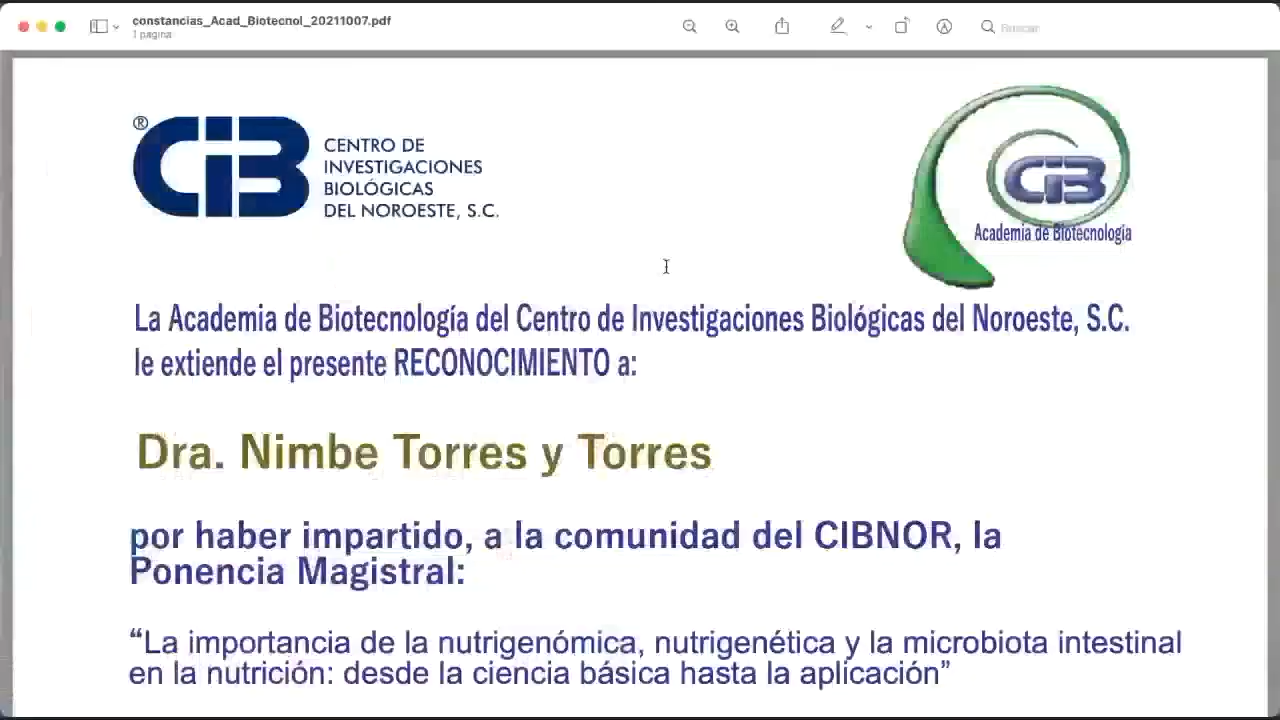 constancias_Acad_Biotecnol_20211007.pdf
1 página
Buscar
® CIB
CENTRO DE
INVESTIGACIONES
BIOLÓGICAS
DEL NOROESTE, S.C.
CIB
Academia de Biotecnología
La Academia de Biotecnología del Centro de Investigaciones Biológicas del Noroeste, S.C.
le extiende el presente RECONOCIMIENTO a:
Dra. Nimbe Torres y Torres
por haber impartido, a la comunidad del CIBNOR, la
Ponencia Magistral:
“La importancia de la nutrigenómica, nutrigenética y la microbiota intestinal
en la nutrición: desde la ciencia básica hasta la aplicación”